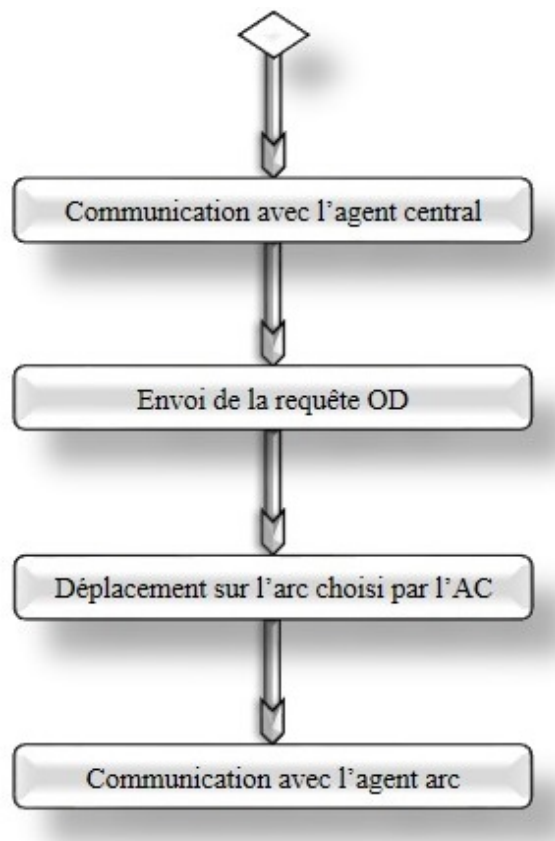 Communication avec l’agent central
Envoi de la requête OD
Déplacement sur l’arc choisi par l’AC
Communication avec l’agent arc